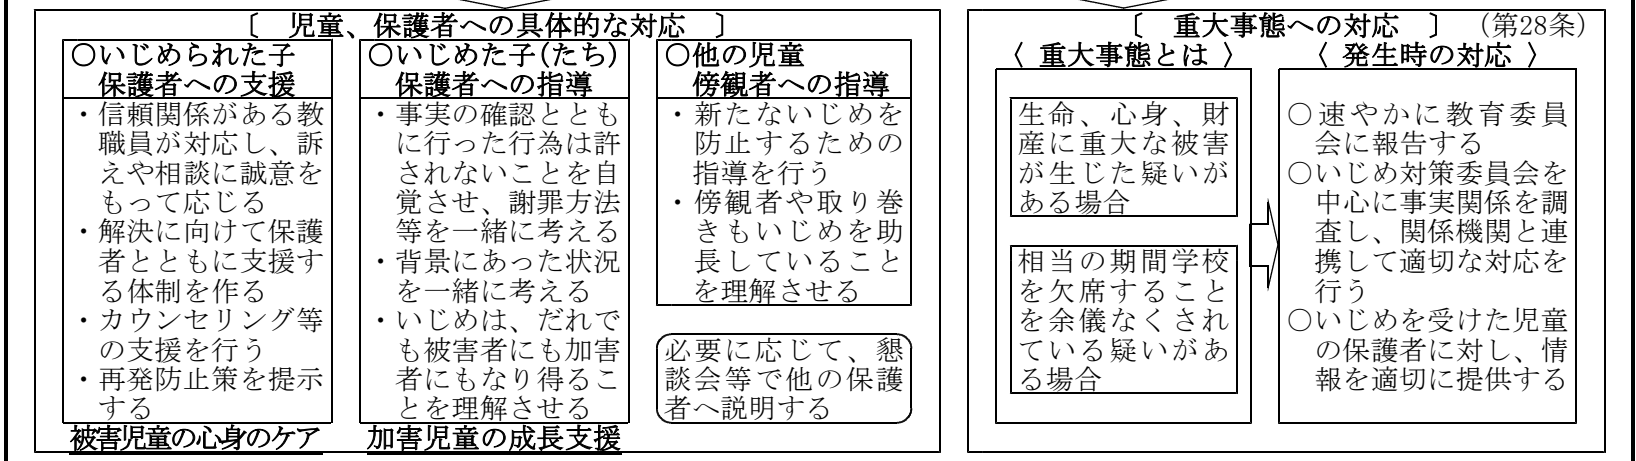 〔 児童、保護者への具体的な対応 〕
○いじめられた子
保護者への支援
・信頼関係がある教
職員が対応し、訴
えや相談に誠意を
もって応じる
・解決に向けて保護
者とともに支援す
る体制を作る
・カウンセリング等
の支援を行う
・再発防止策を提示
する
被害児童の心身のケア
○いじめた子(たち)
保護者への指導
・事実の確認ととも
に行った行為は許
されないことを自
覚させ、謝罪方法
等を一緒に考える
・背景にあった状況
を一緒に考える
・いじめは、だれで
も被害者にも加害
者にもなり得るこ
とを理解させる
加害児童の成長支援
○他の児童
傍観者への指導
・新たないじめを
防止するための
指導を行う
・傍観者や取り巻
きもいじめを助
長していること
を理解させる
必要に応じて、懇
談会等で他の保護
者へ説明する
〔 重大事態への対応 〕 (第28条)
〈 重大事態とは 〉
生命、心身、財
産に重大な被害
が生じた疑いが
ある場合
相当の期間学校
を欠席すること
を余儀なくされ
ている疑いがあ
る場合
〈 発生時の対応 〉
○速やかに教育委員
会に報告する
○いじめ対策委員会を
中心に事実関係を調
査し、関係機関と連
携して適切な対応を
行う
○いじめを受けた児童
の保護者に対し、情
報を適切に提供する